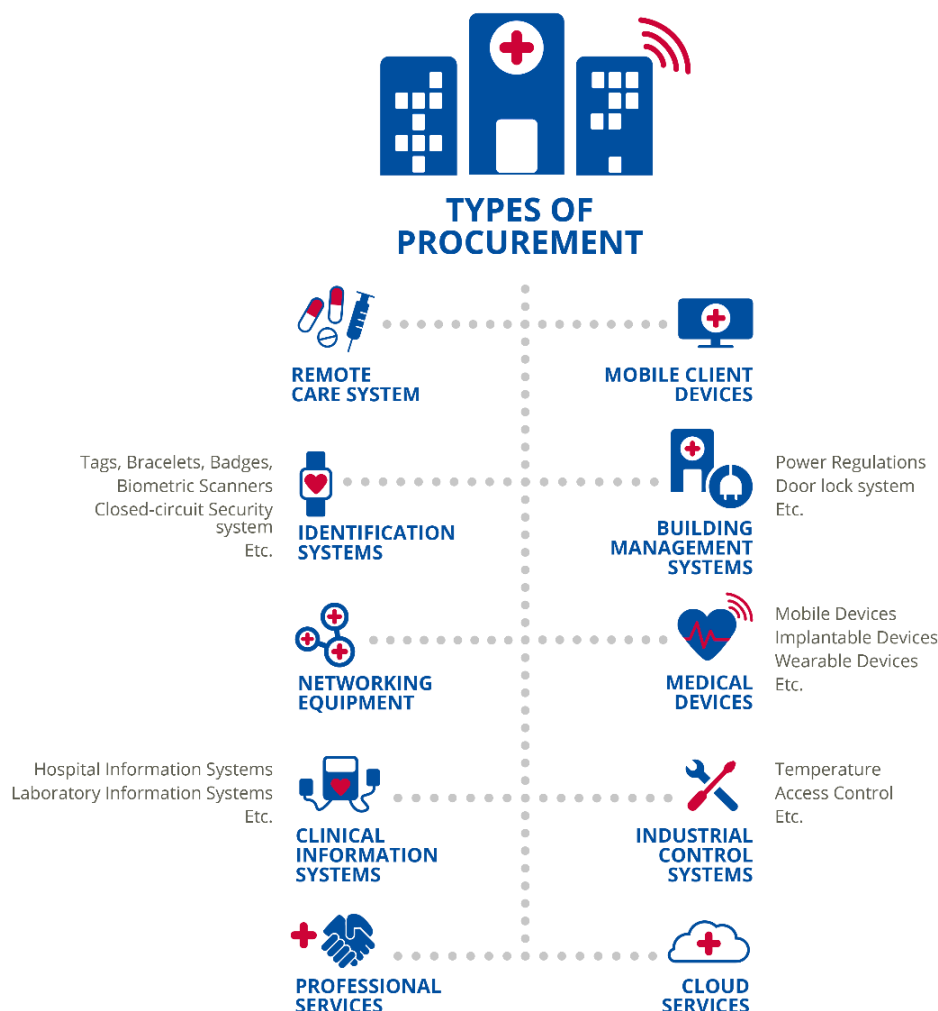 TYPES OF
PROCUREMENT
REMOTE
CARE SYSTEM
MOBILE CLIENT
DEVICES
Tags, Bracelets, Badges,
Biometric Scanners
Closed-circuit Security
system
Etc.
IDENTIFICATION
SYSTEMS
BUILDING
MANAGEMENT
SYSTEMS
Power Regulations
Door lock system
Etc.
NETWORKING
EQUIPMENT
MEDICAL
DEVICES
Mobile Devices
Implantable Devices
Wearable Devices
Etc.
Hospital Information Systems
Laboratory Information Systems
Etc.
CLINICAL
INFORMATION
SYSTEMS
INDUSTRIAL
CONTROL
SYSTEMS
Temperature
Access Control
Etc.
PROFESSIONAL
SERVICES
CLOUD
SERVICES